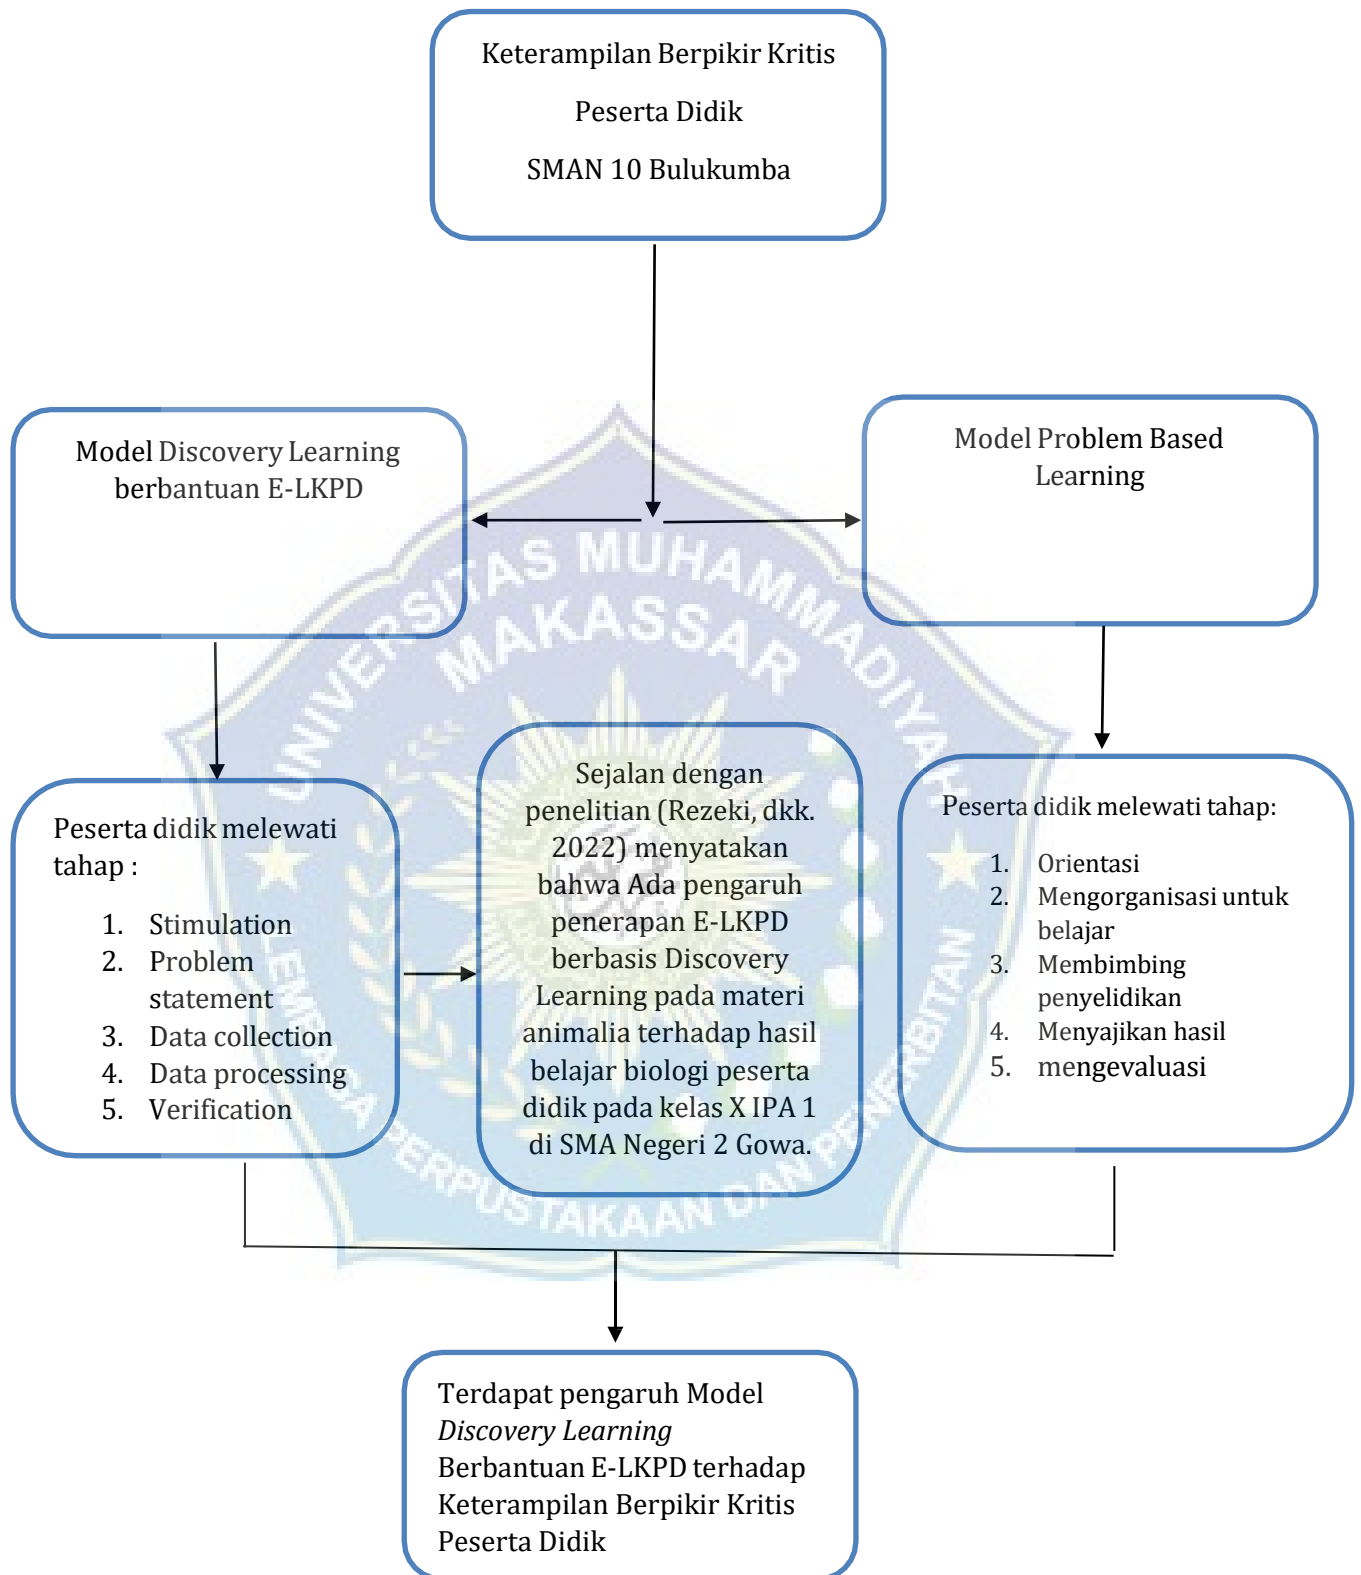 Keterampilan Berpikir Kritis
Peserta Didik
SMAN 10 Bulukumba
Model Discovery Learning
berbantuan E-LKPD
Model Problem Based
Learning
UNIVERSITAS MUHAMMADIYAH
MAKASSAR
Peserta didik melewati
tahap :
1. Stimulation
2. Problem
statement
3. Data collection
4. Data processing
5. Verification
Sejalan dengan
penelitian (Rezeki, dkk.
2022) menyatakan
bahwa Ada pengaruh
penerapan E-LKPD
berbasis Discovery
Learning pada materi
animalia terhadap hasil
belajar biologi peserta
didik pada kelas X IPA 1
di SMA Negeri 2 Gowa.
Peserta didik melewati tahap:
1. Orientasi
2. Mengorganisasi untuk
belajar
3. Membimbing
penyelidikan
4. Menyajikan hasil
5. mengevaluasi
LEMBAGA PERPUSTAKAAN DAN PENERBITAN
Terdapat pengaruh Model
Discovery Learning
Berbantuan E-LKPD terhadap
Keterampilan Berpikir Kritis
Peserta Didik